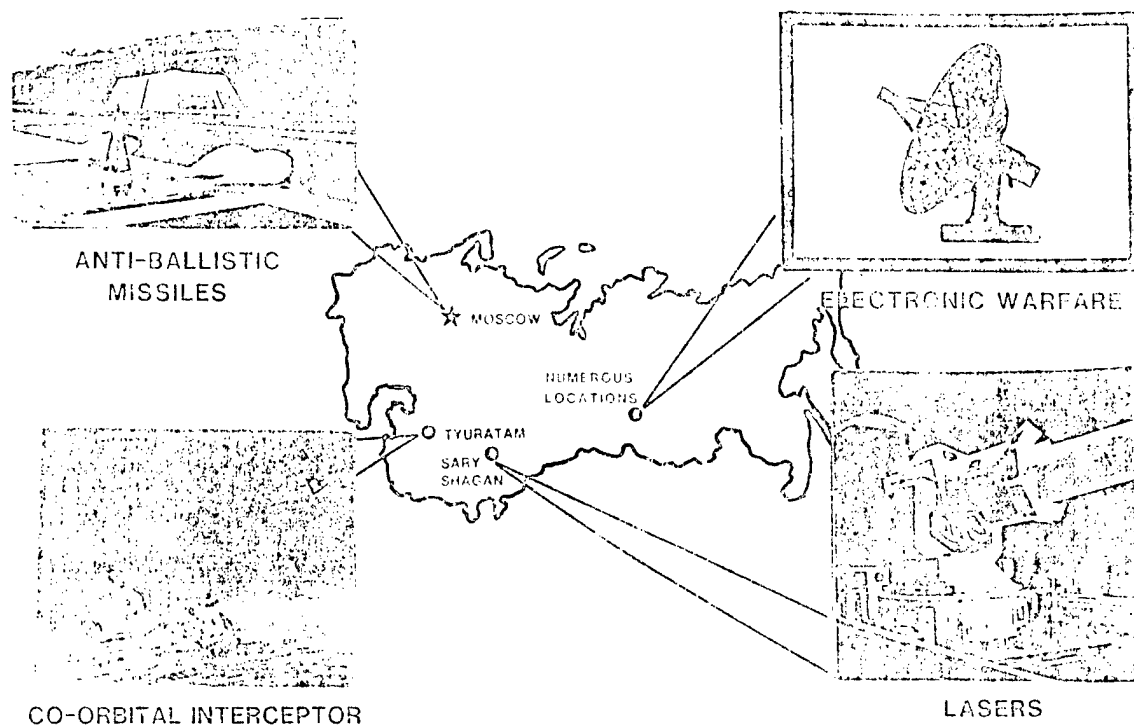 ANTI-BALLISTIC
MISSILES
ELECTRONIC WARFARE
MOSCOW
NUMEROUS
LOCATIONS
TYURATAM
SARY
SHAGAN
CO-ORBITAL INTERCEPTOR
LASERS